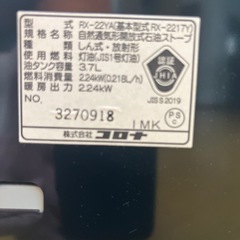 型式 RX-22YA(基本型式 RX-2217Y)
規格名称 自然通気形開放式石油ストーブ
種類 しん式・放射形
使用燃料 灯油(JIS1号灯油)
燃料消費量 2.24kW(0.218L/h)
油タンク容量 3.7L
暖房出力 2.24kW
認証
JHIA
JIS S 2019
NO.
3270918
1MK
PSC
株式会社 コロナ